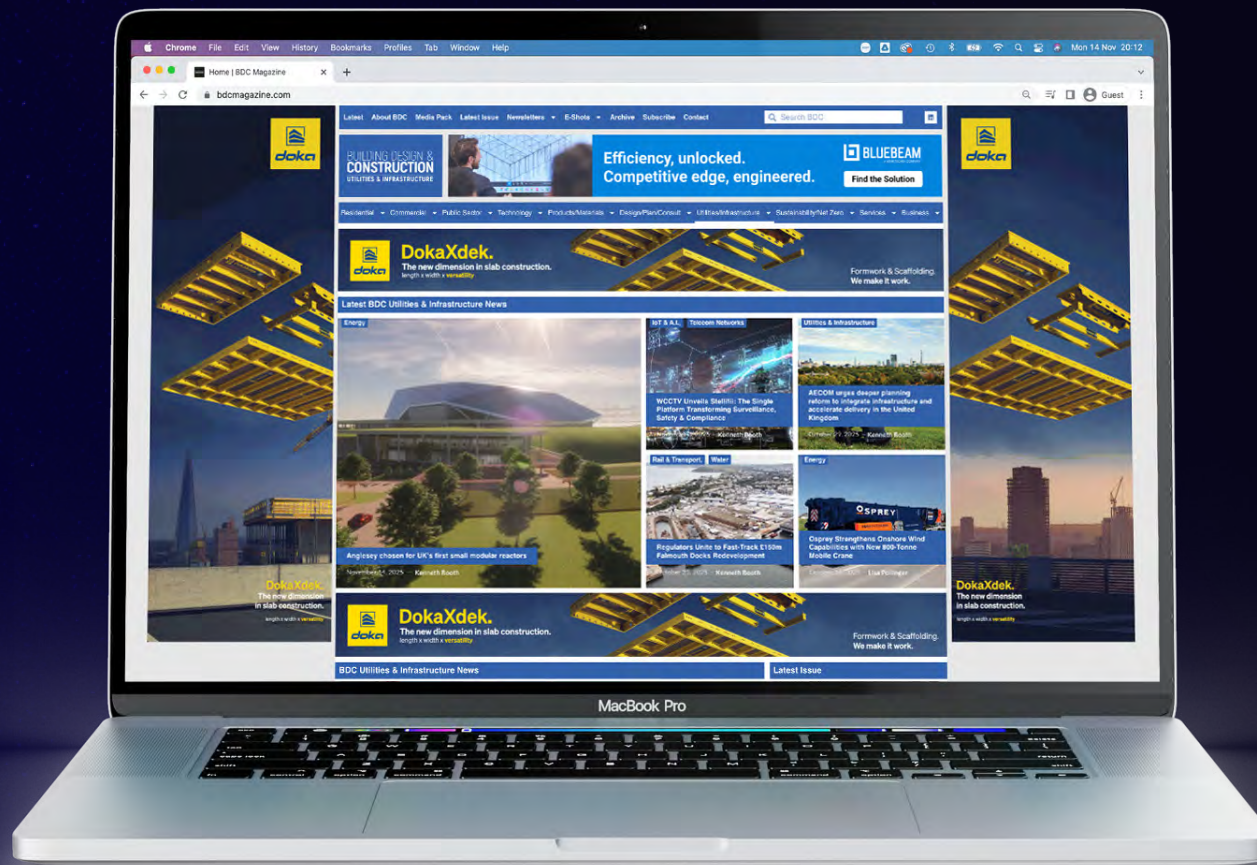 Chrome File Edit View History Bookmarks Profiles Tab Window Help
Mon 14 Nov 20:12
Home | BDC Magazine
bdcmagazine.com
Guest
Latest About BDC Media Pack Latest Issue Newsletters E-Shots Archive Subscribe Contact
Search BDC
BUILDING DESIGN &
CONSTRUCTION
UTILITIES & INFRASTRUCTURE
Efficiency, unlocked.
Competitive edge, engineered.
BLUEBEAM
Find the Solution
Residential Commercial Public Sector Technology Products/Materials Design/Plan/Consult Utilities/Infrastructure Sustainability/Net Zero Services Business
doka
doka
doka
DokaXdek.
The new dimension in slab construction.
length x width x versatility
Formwork & Scaffolding.
We make it work.
Latest BDC Utilities & Infrastructure News
Energy
Anglesey chosen for UK's first small modular reactors
2025 — Kenneth Booth
IoT & A.I. Telecom Networks
WCCTV Unveils
The Single
Platform Transforming Surveillance,
Safety & Compliance
2025 — Kenneth Booth
Utilities & Infrastructure
AECOM urges deeper planning
reform to integrate infrastructure and
accelerate delivery in the United
Kingdom
October 29, 2025 — Kenneth Booth
Rail & Transport Water
Regulators Unite to Fast-Track £150m
Falmouth Docks Redevelopment
2025 — Kenneth Booth
Energy
OSPREY
Osprey Strengthens Onshore Wind
Capabilities with New 800-Tonne
Mobile Crane
2025 — Lisa
DokaXdek.
The new dimension
in slab construction.
length x width x versatility
DokaXdek.
The new dimension
in slab construction.
length x width x versatility
doka
DokaXdek.
The new dimension in slab construction.
length x width x versatility
Formwork & Scaffolding.
We make it work.
BDC Utilities & Infrastructure News
Latest Issue
MacBook Pro